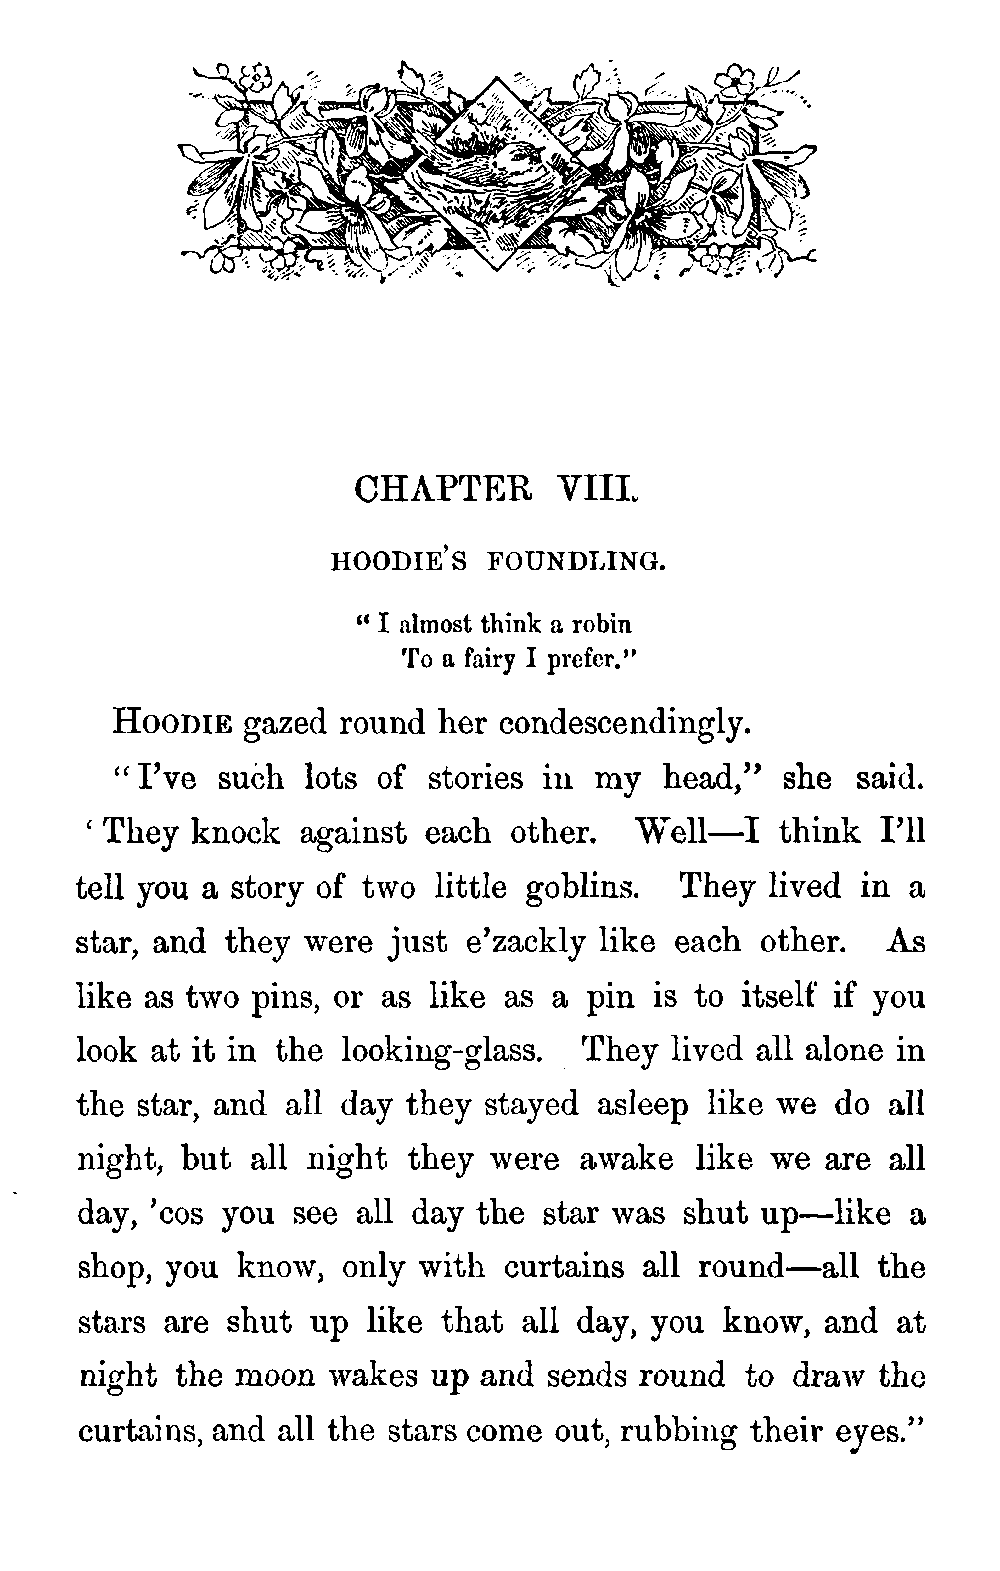 CHAPTER VIII.
HOODIE'S FOUNDLING.
“ I almost think a robin
To a fairy I prefer.”
HOODIE gazed round her condescendingly.
“ I’ve such lots of stories in my head,” she said.
‘ They knock against each other. Well—I think I’ll
tell you a story of two little goblins. They lived in a
star, and they were just e’zackly like each other. As
like as two pins, or as like as a pin is to itself if you
look at it in the looking-glass. They lived all alone in
the star, and all day they stayed asleep like we do all
night, but all night they were awake like we are all
day, ’cos you see all day the star was shut up—like a
shop, you know, only with curtains all round—all the
stars are shut up like that all day, you know, and at
night the moon wakes up and sends round to draw the
curtains, and all the stars come out, rubbing their eyes.”